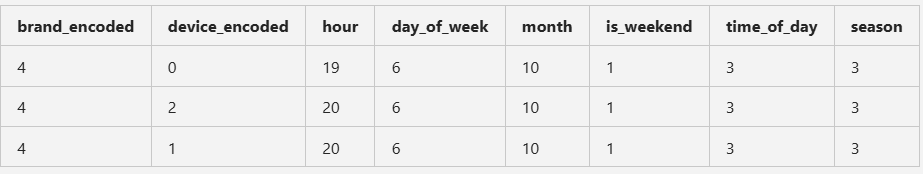 brand_encoded device_encoded hour day_of_week month is_weekend time_of_day season
4 0 19 6 10 1 3 3
4 2 20 6 10 1 3 3
4 1 20 6 10 1 3 3